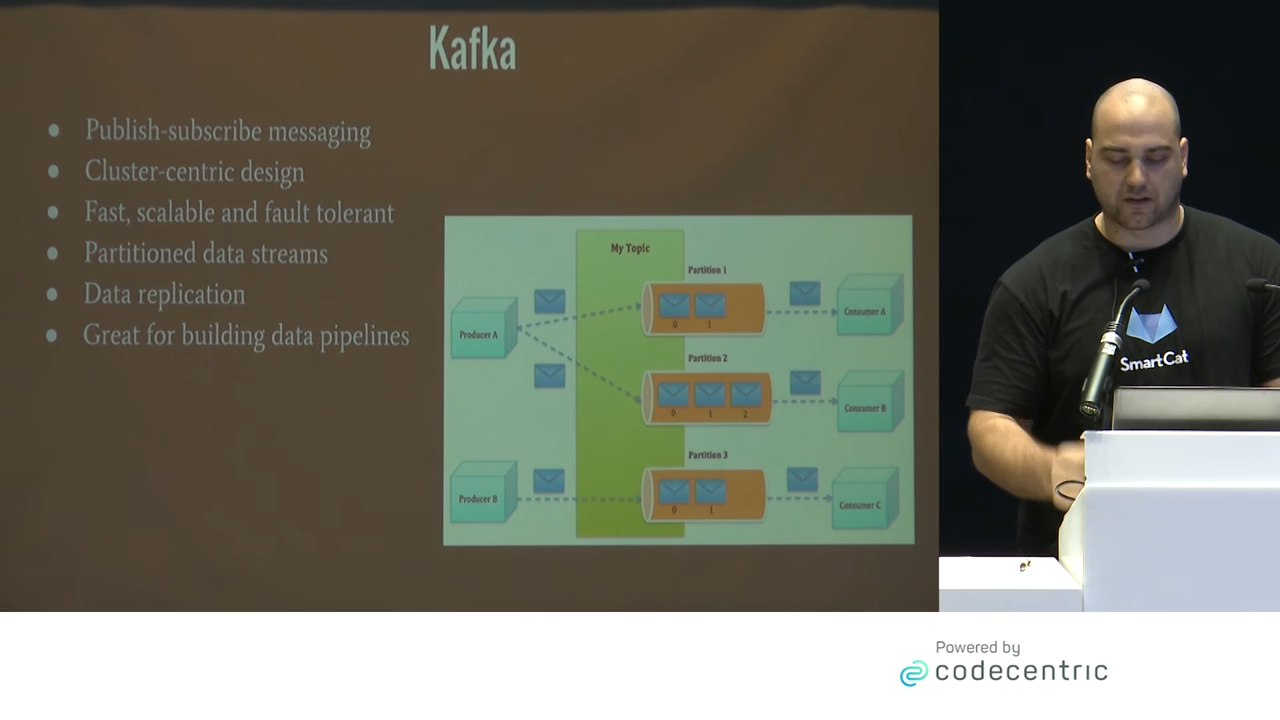 Kafka
Publish-subscribe messaging
Cluster-centric design
Fast, scalable and fault tolerant
Partitioned data streams
Data replication
Great for building data pipelines
My Topic
Partition 1
Producer A
0 1
Consumer A
Partition 2
0 1 2
Consumer B
Partition 3
Producer B
0 1
Consumer C
SmartCat
Powered by
codecentric